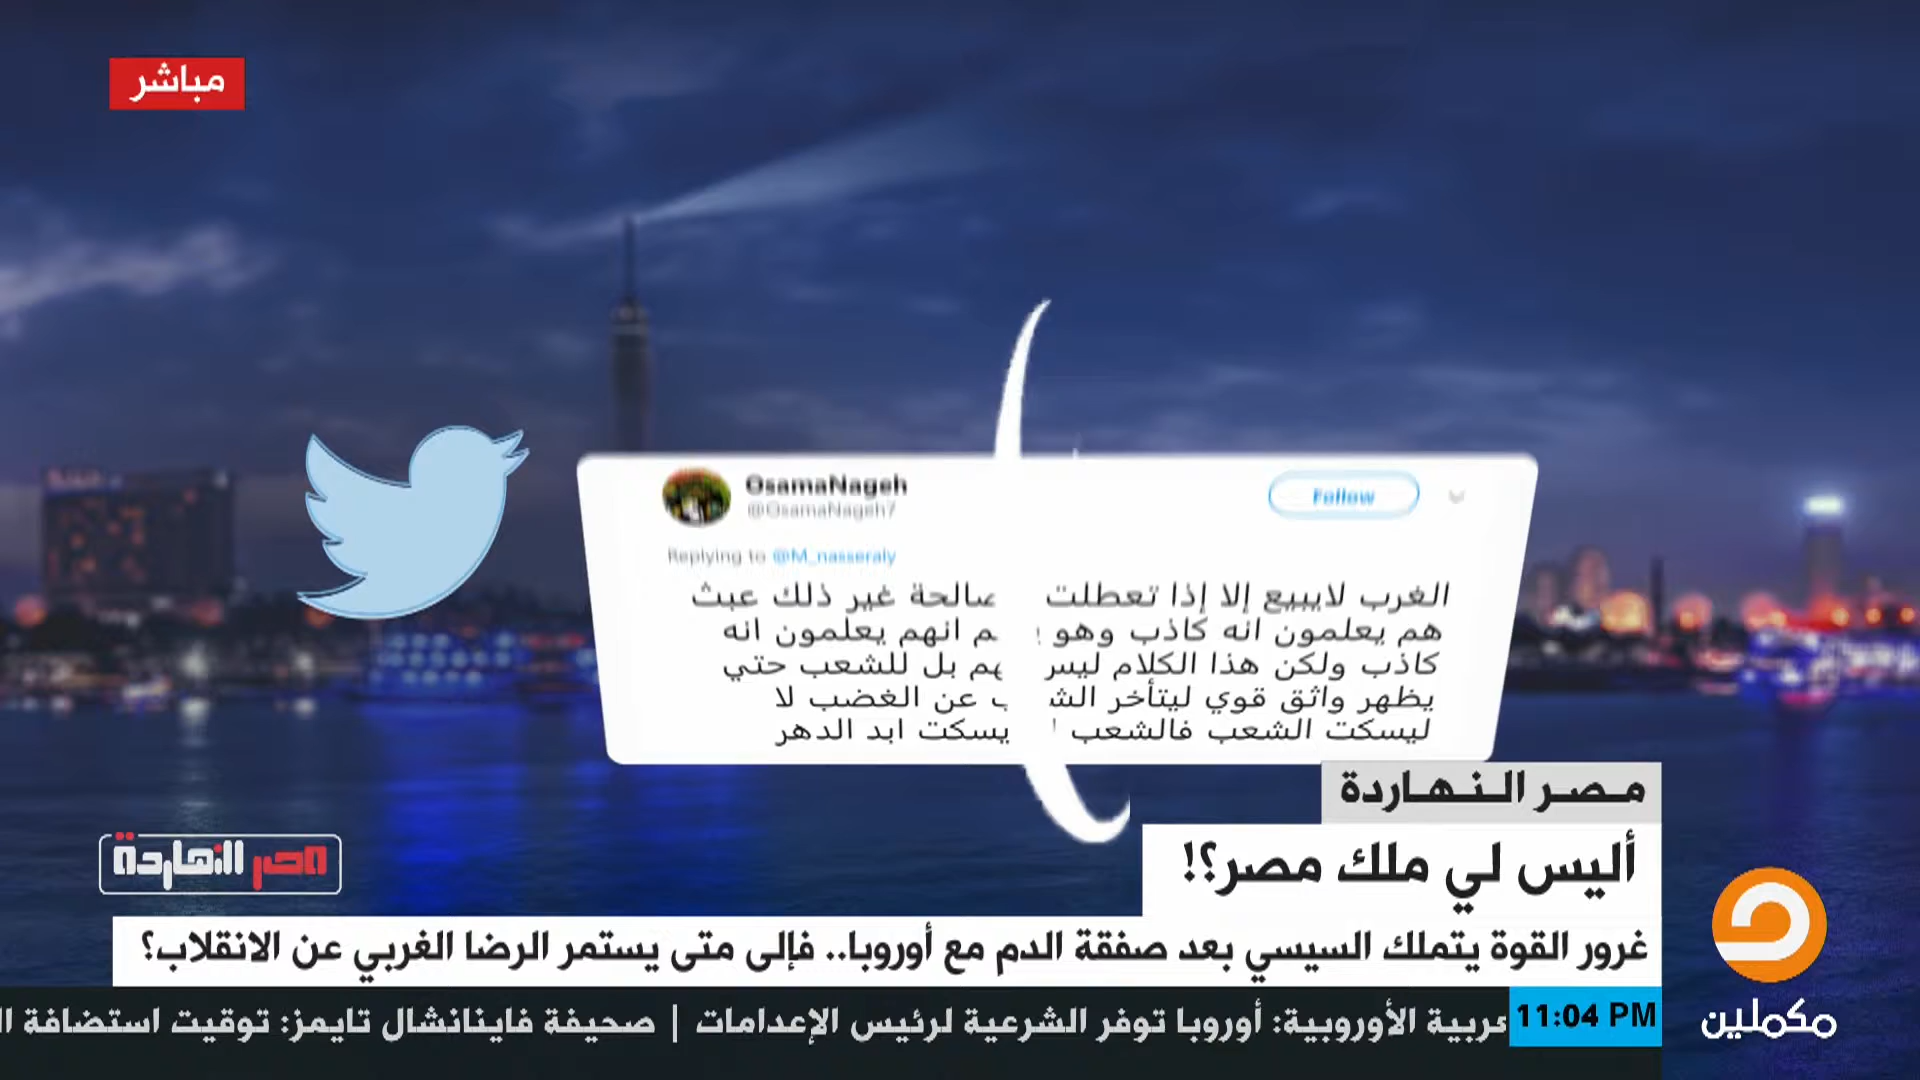 مباشر
OsamaNageh
@OsamaNageh7
Follow
Replying to @M_nasseraly
الغرب لايبيع إلا إذا تعطلت غير ذلك عبث
هم يعلمون انه كاذب وهو انهم يعلمون انه
كاذب ولكن هذا الكلام بل للشعب حتي
يظهر واثق قوي ليتأخر عن الغضب لا
ليسكت الشعب فالشعب يسكت ابد الدهر
مصر النهاردة
أليس لي ملك مصر؟!
مصر النهاردة
غرور القوة يتملك السيسي بعد صفقة الدم مع أوروبا.. فإلى متى يستمر الرضا الغربي عن الانقلاب؟
11:04 PM
الأوروبية: أوروبا توفر الشرعية لرئيس الإعدامات | صحيفة فاينانشال تايمز: توقيت استضافة
مكملين